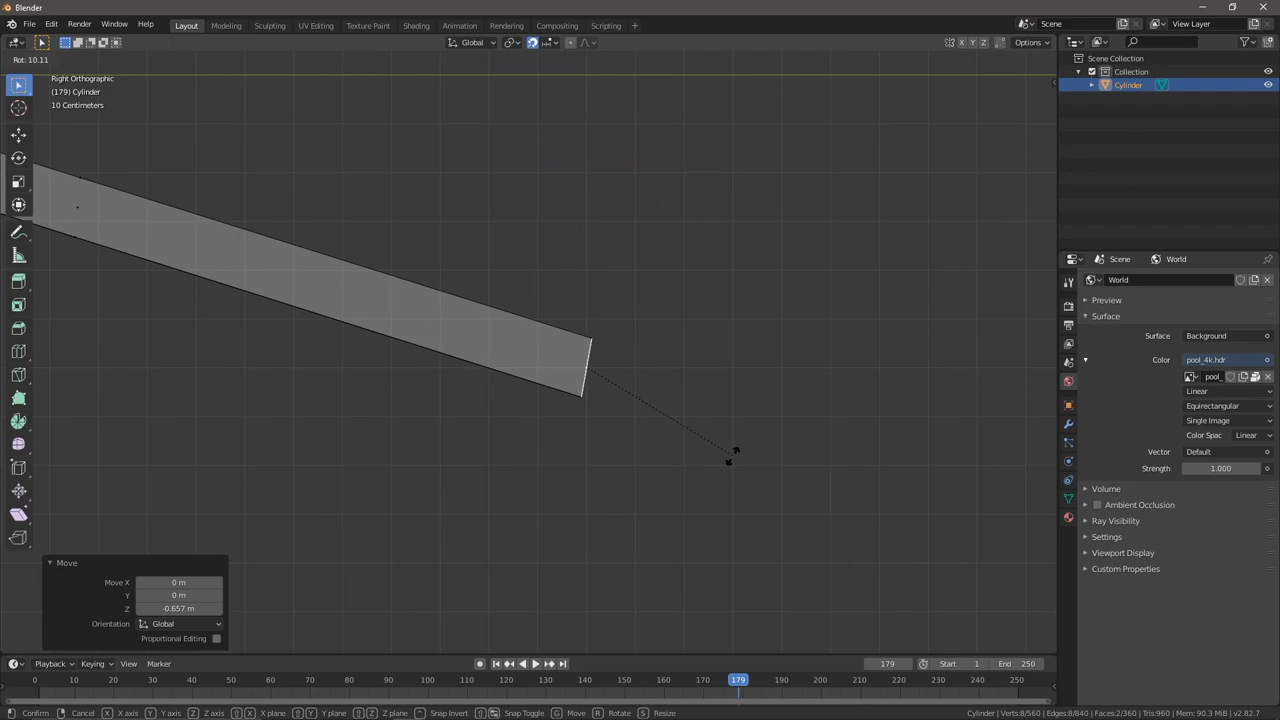 Blender
File Edit Render Window Help Layout Modeling Sculpting UV Editing Texture Paint Shading Animation Rendering Compositing Scripting + Scene View Layer
Global X Y Z Options
Rot: 10.11
Right Orthographic
(179) Cylinder
10 Centimeters
Scene Collection
Collection
Cylinder
Scene World
World
Preview
Surface
Surface Background
Color pool_4k.hdr
pool_
Linear
Equirectangular
Single Image
Color Spac Linear
Vector Default
Strength 1.000
Volume
Ambient Occlusion
Ray Visibility
Settings
Viewport Display
Custom Properties
Move
Move X 0 m
Y 0 m
Z -0.657 m
Orientation Global
Proportional Editing
Playback Keying View Marker 179 Start 1 End 250
0 10 20 30 40 50 60 70 80 90 100 110 120 130 140 150 160 170 179 190 200 210 220 230 240 250
Confirm Cancel X X axis Y Y axis Z Z axis X X plane Y Y plane Z Z plane Snap Invert Snap Toggle G Move R Rotate S Resize Cylinder | Verts:8/560 | Edges:8/840 | Faces:2/360 | Tris:960 | Mem: 90.3 MiB | v2.82.7